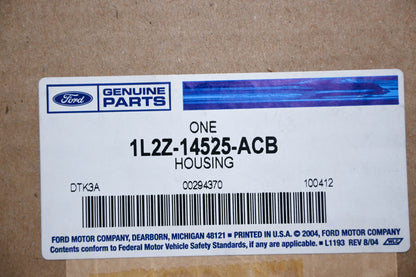 Ford
GENUINE
PARTS
ONE
1L2Z-14525-ACB
HOUSING
DTK3A 00294370 100412
FORD MOTOR COMPANY, DEARBORN, MICHIGAN 48121 ■ PRINTED IN U.S.A. © 2004, FORD MOTOR COMPANY
Contents conform to Federal Motor Vehicle Safety Standards, if any are applicable. ■ L1193 REV 8/04